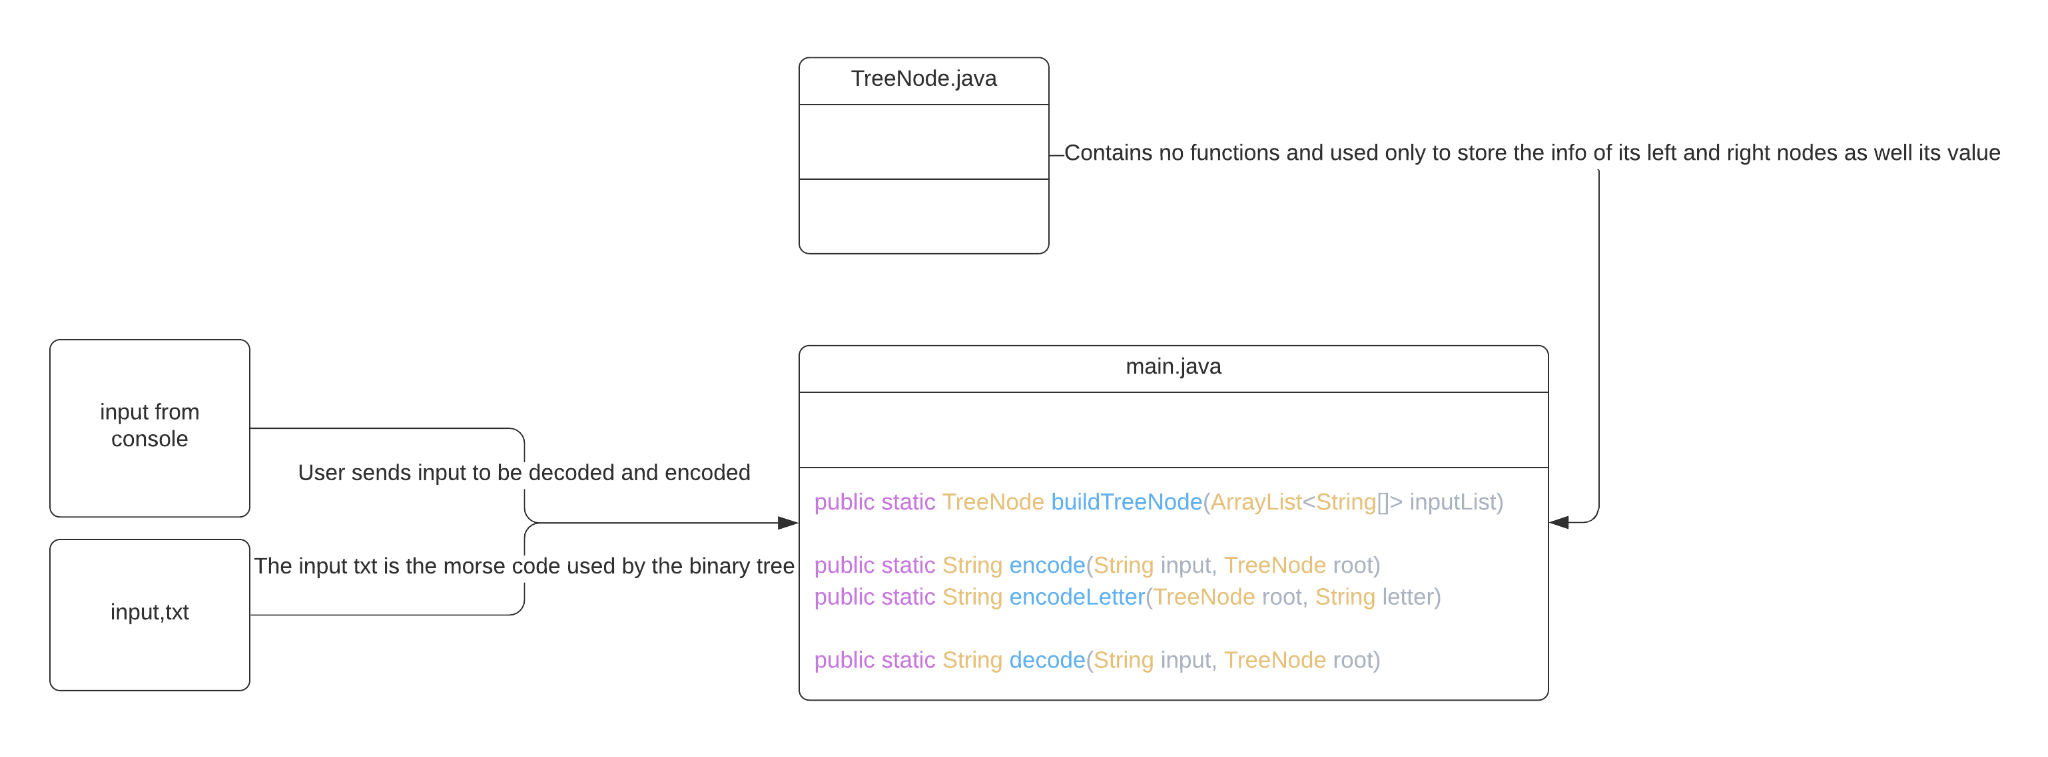 TreeNode.java
Contains no functions and used only to store the info of its left and right nodes as well its value
input from
console
User sends input to be decoded and encoded
The input txt is the morse code used by the binary tree
input,txt
main.java
public static TreeNode buildTreeNode(ArrayList<String[]> inputList)
public static String encode(String input, TreeNode root)
public static String encodeLetter(TreeNode root, String letter)
public static String decode(String input, TreeNode root)